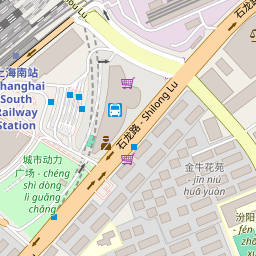 ou Lu
上海南站
Shanghai
South
Railway
Station
石龙路
石龙路 - Shilong Lu
城市动力
广场 - chéng
shì dòng
lì guǎng
chǎng
金牛花苑
- jīn niú
huā yuàn
汾阳
- fén